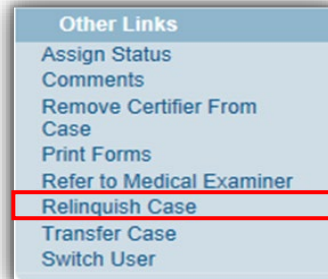 Other Links
Assign Status
Comments
Remove Certifier From
Case
Print Forms
Refer to Medical Examiner
Relinquish Case
Transfer Case
Switch User